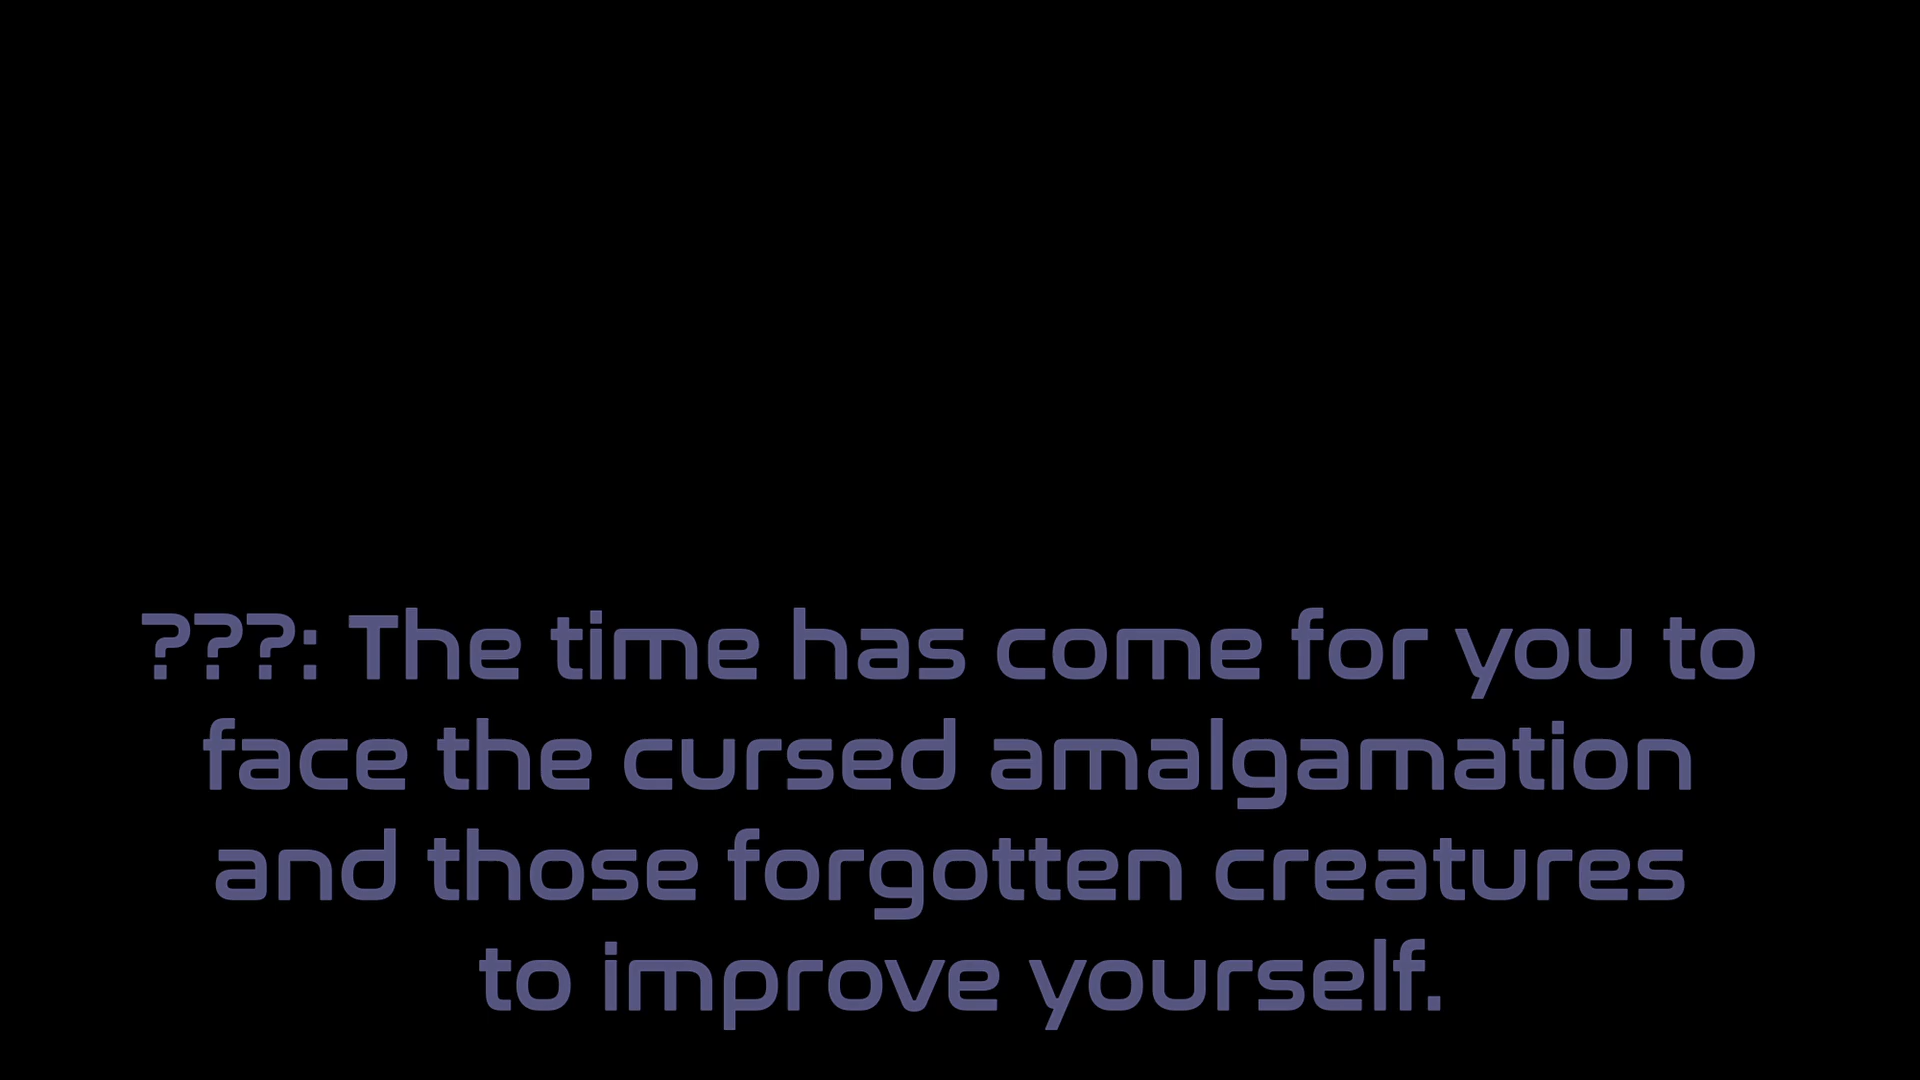 ???: The time has come for you to
face the cursed amalgamation
and those forgotten creatures
to improve yourself.